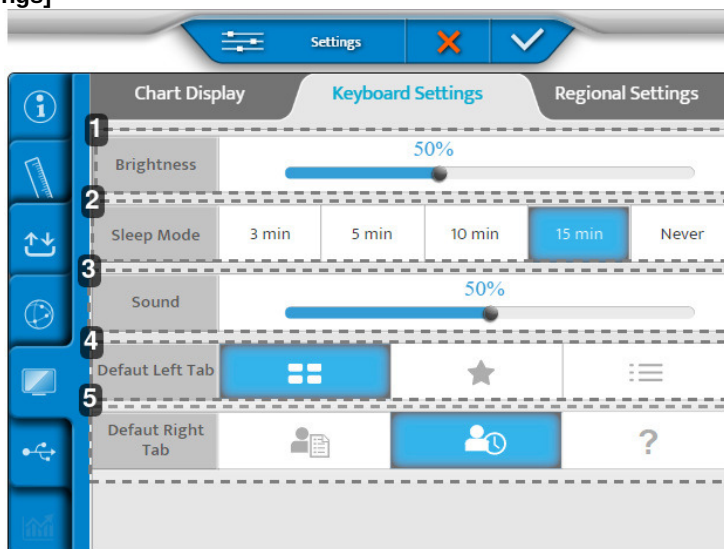 ngs]
Settings
Chart Display Keyboard Settings Regional Settings
1
50%
Brightness
2
Sleep Mode 3 min 5 min 10 min 15 min Never
3
50%
Sound
4
Defaut Left Tab
5
Defaut Right
Tab
?